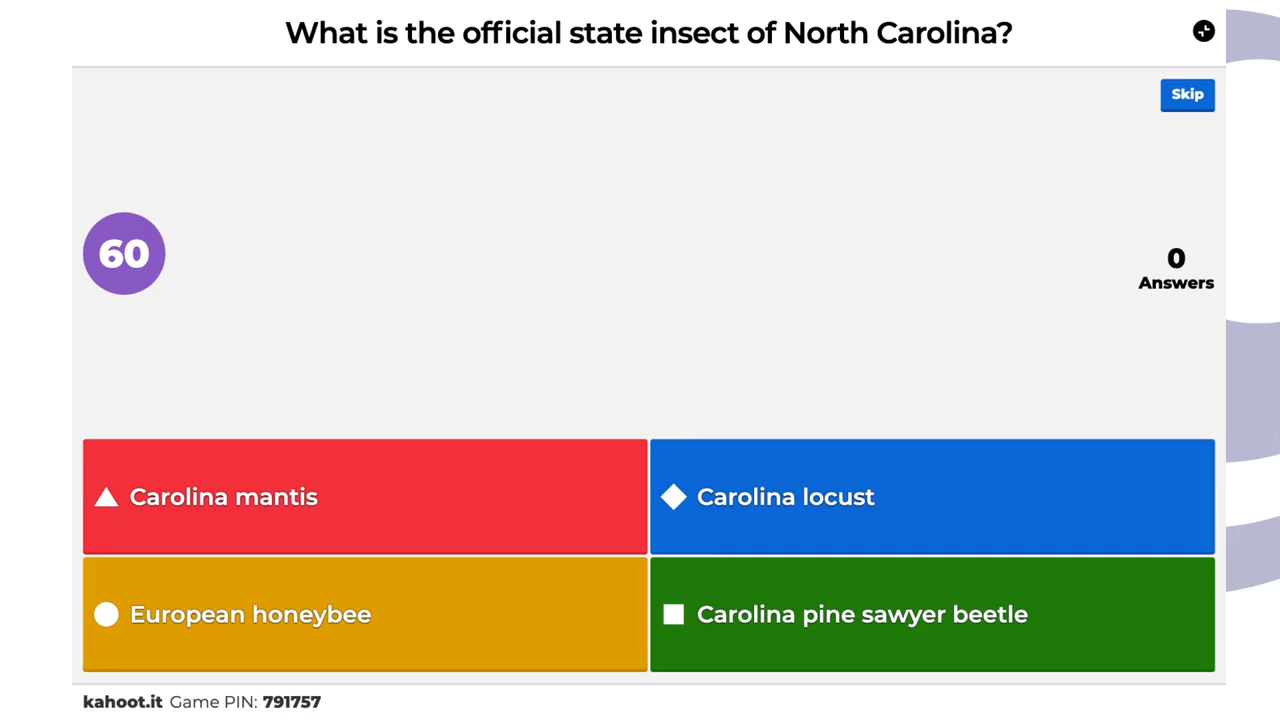 What is the official state insect of North Carolina?
Skip
60
0
Answers
Carolina mantis
Carolina locust
European honeybee
Carolina pine sawyer beetle
kahoot.it Game PIN: 791757